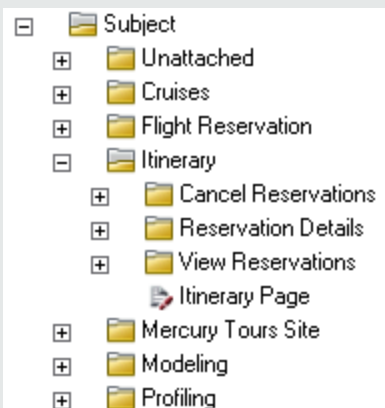 Subject
Unattached
Cruises
Flight Reservation
Itinerary
Cancel Reservations
Reservation Details
View Reservations
Itinerary Page
Mercury Tours Site
Modeling
Profiling